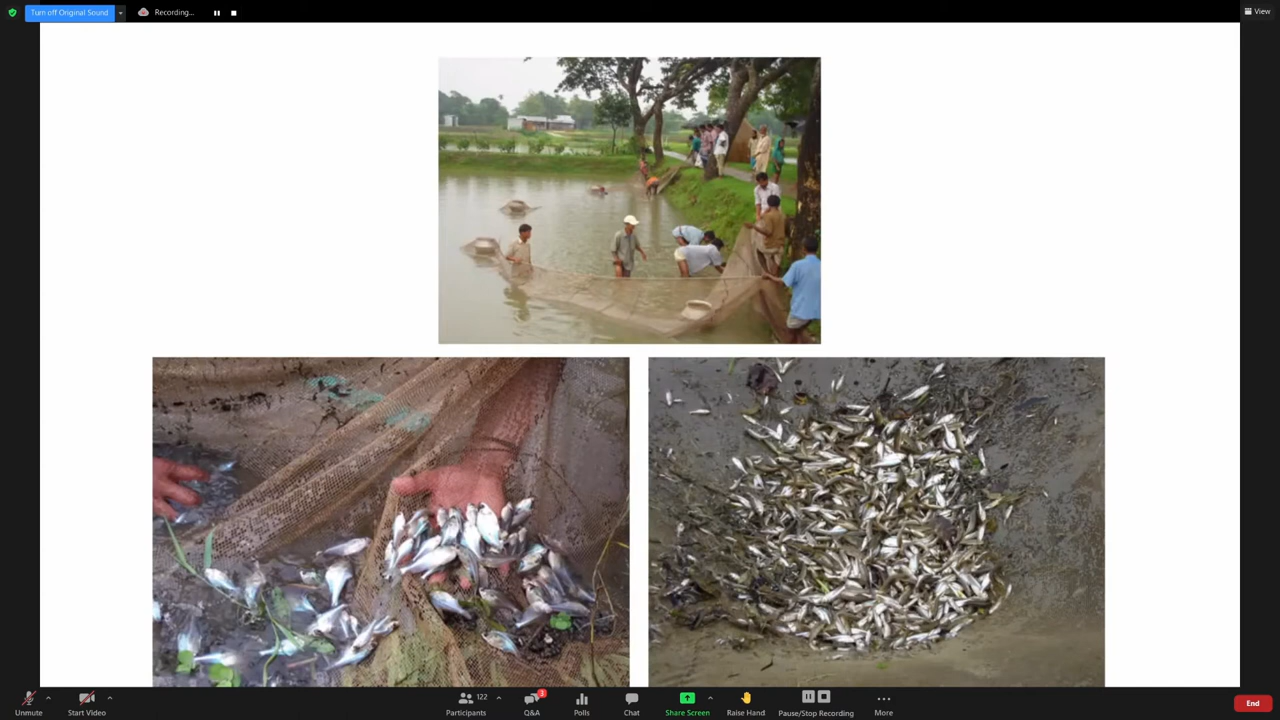 Turn off Original Sound
Recording...
View
Unmute
Start Video
122
Participants
3
Q&A
Polls
Chat
Share Screen
Raise Hand
Pause/Stop Recording
More
End